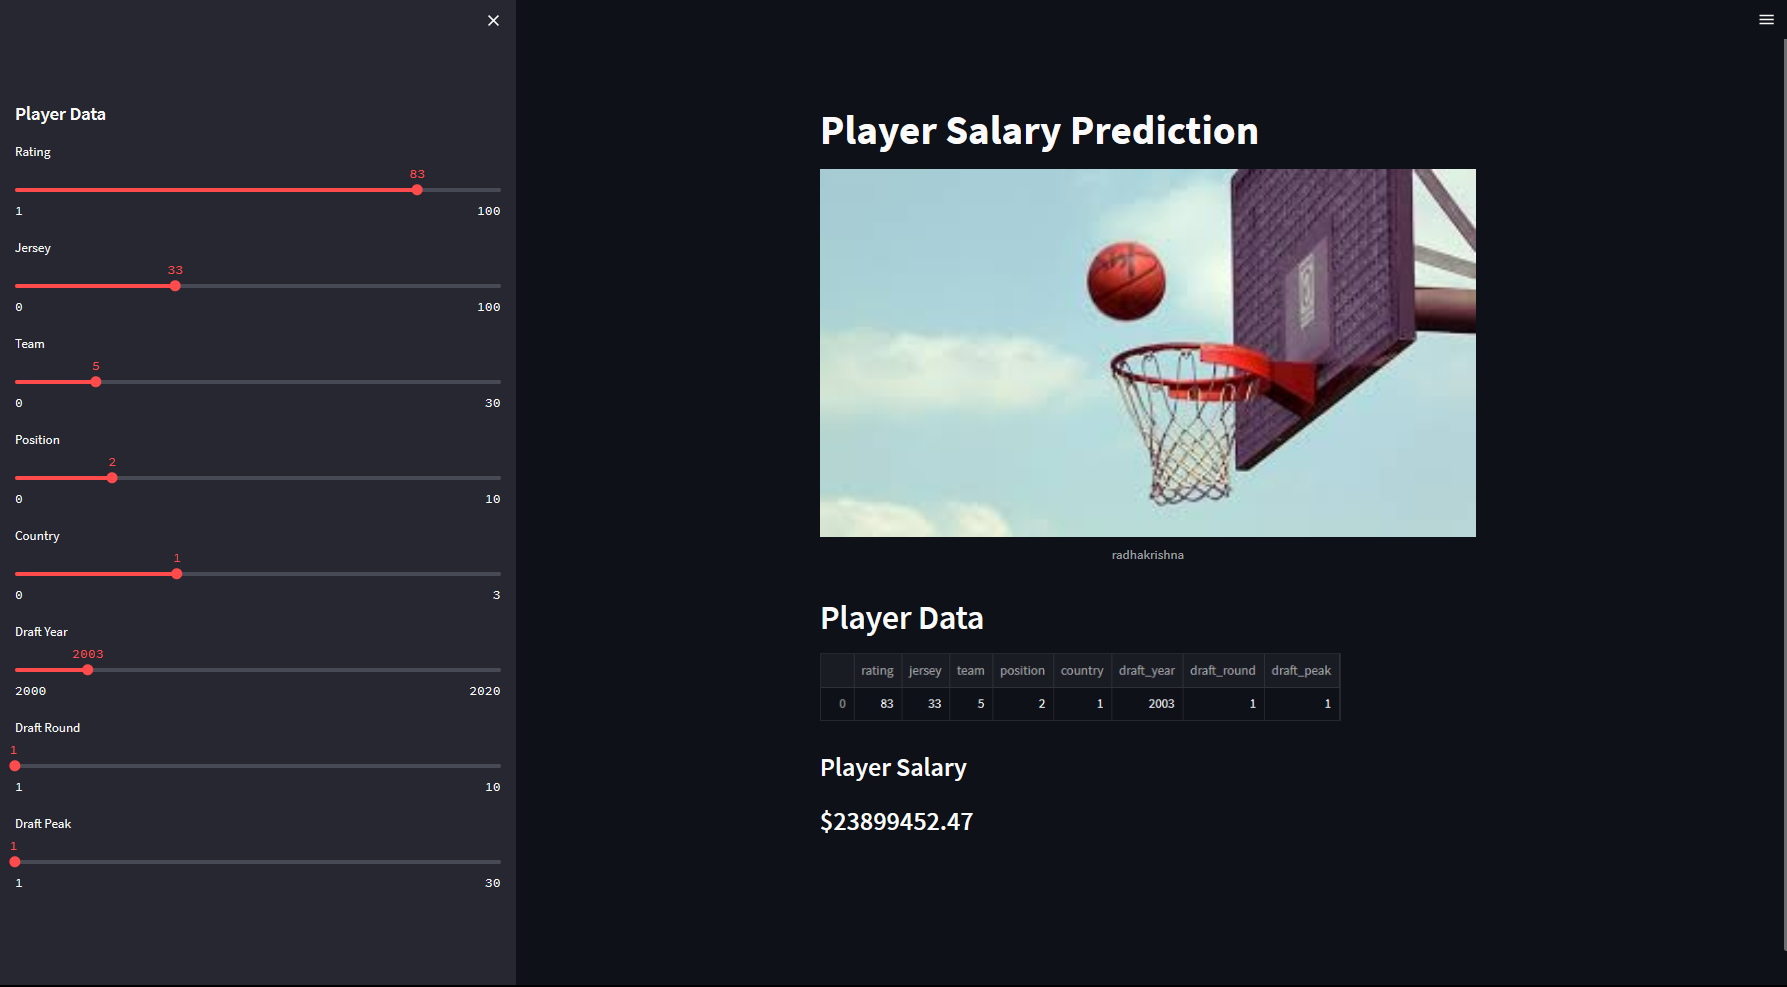 Player Data
Rating
83
1 100
Jersey
33
0 100
Team
5
0 30
Position
2
0 10
Country
1
0 3
Draft Year
2003
2000 2020
Draft Round
1
1 10
Draft Peak
1
1 30
Player Salary Prediction
radhakrishna
Player Data
rating jersey team position country draft_year draft_round draft_peak
0 83 33 5 2 1 2003 1 1
Player Salary
$23899452.47